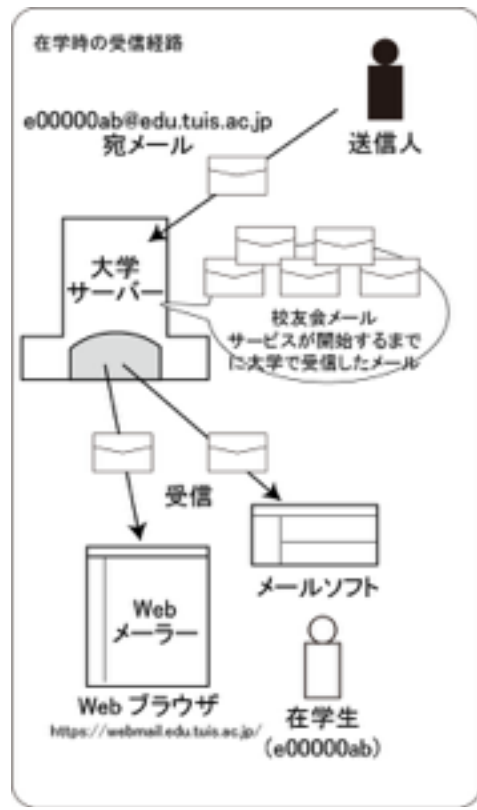 在学時の受信経路
e00000ab@edu.tuis.ac.jp
宛メール
送信人
大学
サーバー
校友会メール
サービスが開始するまで
に大学で受信したメール
受信
メールソフト
Web
メーラー
Web ブラウザ
https://webmail.edu.tuis.ac.jp/
在学生
(e00000ab)